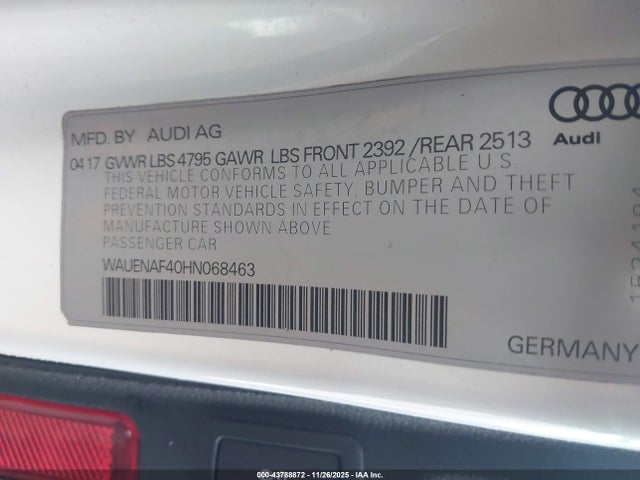 MFD. BY AUDI AG
Audi
0417 GVWR LBS 4795 GAWR LBS FRONT 2392 /REAR 2513
THIS VEHICLE CONFORMS TO ALL APPLICABLE U.S.
FEDERAL MOTOR VEHICLE SAFETY, BUMPER AND THEFT
PREVENTION STANDARDS IN EFFECT ON THE DATE OF
MANUFACTURE SHOWN ABOVE
PASSENGER CAR
WAUENAF40HN068463
GERMANY
000-43788872 | 11/26/2025 | IAA Inc.